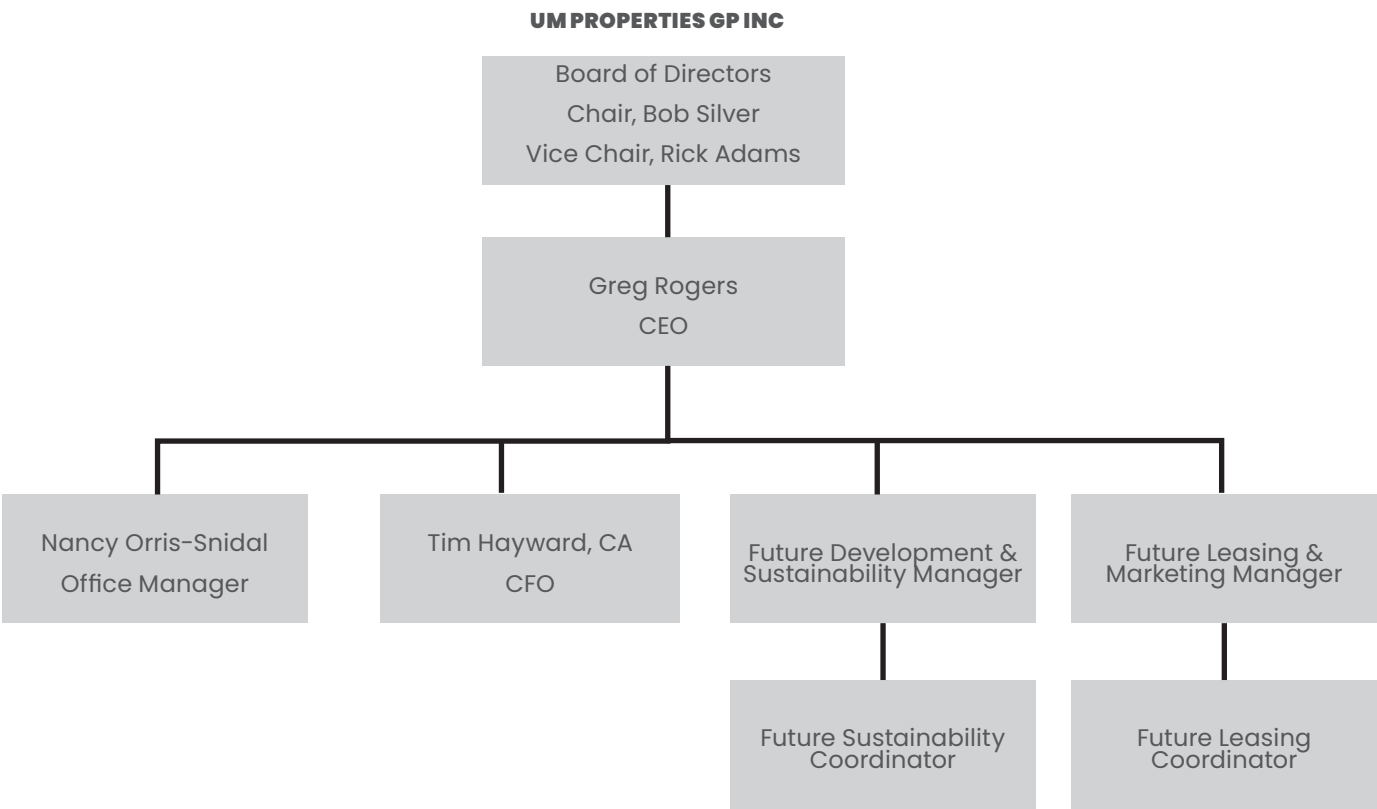 UM PROPERTIES GP INC
Board of Directors
Chair, Bob Silver
Vice Chair, Rick Adams
Greg Rogers
CEO
Nancy Orris-Snidal
Office Manager
Tim Hayward, CA
CFO
Future Development &
Sustainability Manager
Future Leasing &
Marketing Manager
Future Sustainability
Coordinator
Future Leasing
Coordinator